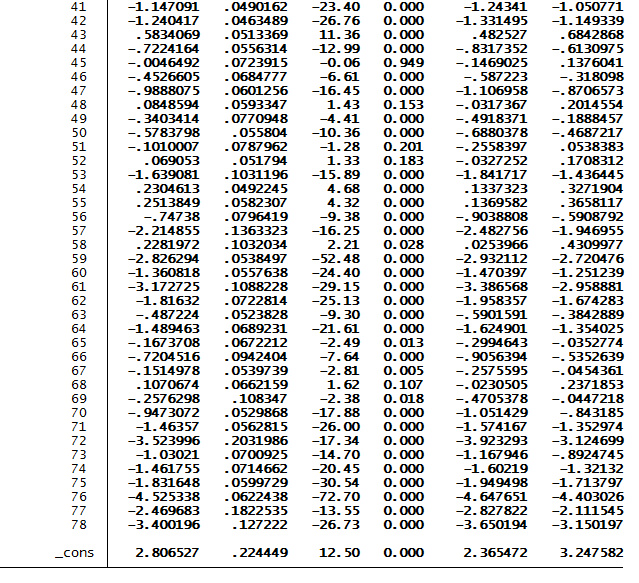 41 -1.147091 .0490162 -23.40 0.000 -1.24341 -1.050771
42 -1.240417 .0463489 -26.76 0.000 -1.331495 -1.149339
43 .5834069 .0513369 11.36 0.000 .482527 .6842868
44 -.7224164 .0556314 -12.99 0.000 -.8317352 -.6130975
45 -.0046492 .0723915 -0.06 0.949 -.1469025 .1376041
46 -.4526605 .0684777 -6.61 0.000 -.587223 -.318098
47 -.9888075 .0601256 -16.45 0.000 -1.106958 -.8706573
48 .0848594 .0593347 1.43 0.153 -.0317367 .2014554
49 -.3403414 .0770948 -4.41 0.000 -.4918371 -.1888457
50 -.5783798 .055804 -10.36 0.000 -.6880378 -.4687217
51 -.1010007 .0787962 -1.28 0.201 -.2558397 .0538383
52 .069053 .051794 1.33 0.183 -.0327252 .1708312
53 -1.639081 .1031196 -15.89 0.000 -1.841717 -1.436445
54 .2304613 .0492245 4.68 0.000 .1337323 .3271904
55 .2513849 .0582307 4.32 0.000 .1369582 .3658117
56 -.74738 .0796419 -9.38 0.000 -.9038808 -.5908792
57 -2.214855 .1366323 -16.25 0.000 -2.482756 -1.946955
58 .2281972 .1032034 2.21 0.028 .0253966 .4309977
59 -2.826294 .0538497 -52.48 0.000 -2.932112 -2.720476
60 -1.360818 .0557638 -24.40 0.000 -1.470397 -1.251239
61 -3.172725 .1088228 -29.15 0.000 -3.386568 -2.958881
62 -1.81632 .0722814 -25.13 0.000 -1.958357 -1.674283
63 -.487224 .0523828 -9.30 0.000 -.5901591 -.3842889
64 -1.489463 .0689231 -21.61 0.000 -1.624901 -1.354025
65 -.1673708 .0672212 -2.49 0.013 -.2994643 -.0352774
66 -.7204516 .0942404 -7.64 0.000 -.9056394 -.5352639
67 -.1514978 .0539739 -2.81 0.005 -.2575595 -.0454361
68 .1070674 .0662159 1.62 0.107 -.0230505 .2371853
69 -.2576298 .108347 -2.38 0.018 -.4705378 -.0447218
70 -.9473072 .0529868 -17.88 0.000 -1.051429 -.843185
71 -1.46357 .0562815 -26.00 0.000 -1.574167 -1.352974
72 -3.523996 .2031986 -17.34 0.000 -3.923293 -3.124699
73 -1.03021 .0700925 -14.70 0.000 -1.167946 -.8924745
74 -1.461755 .0714662 -20.45 0.000 -1.60219 -1.32132
75 -1.831648 .0599729 -30.54 0.000 -1.949498 -1.713797
76 -4.525338 .0622438 -72.70 0.000 -4.647651 -4.403026
77 -2.469683 .1822535 -13.55 0.000 -2.827822 -2.111545
78 -3.400196 .127222 -26.73 0.000 -3.650194 -3.150197
_cons 2.806527 .224449 12.50 0.000 2.365472 3.247582